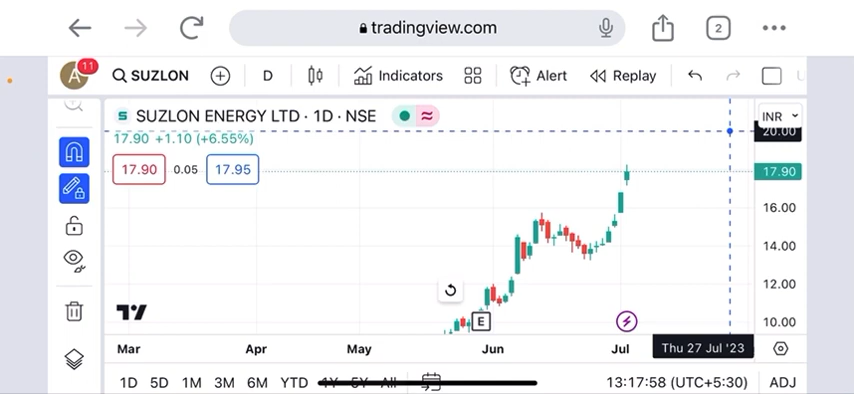 tradingview.com
2
A
11
SUZLON
D
Indicators
Alert
Replay
SUZLON ENERGY LTD · 1D · NSE
INR
17.90 +1.10 (+6.55%)
20.00
17.90
0.05
17.95
17.90
16.00
14.00
12.00
10.00
E
Mar
Apr
May
Jun
Jul
Thu 27 Jul '23
1D 5D 1M 3M 6M YTD 1Y 5Y All
13:17:58 (UTC+5:30)
ADJ